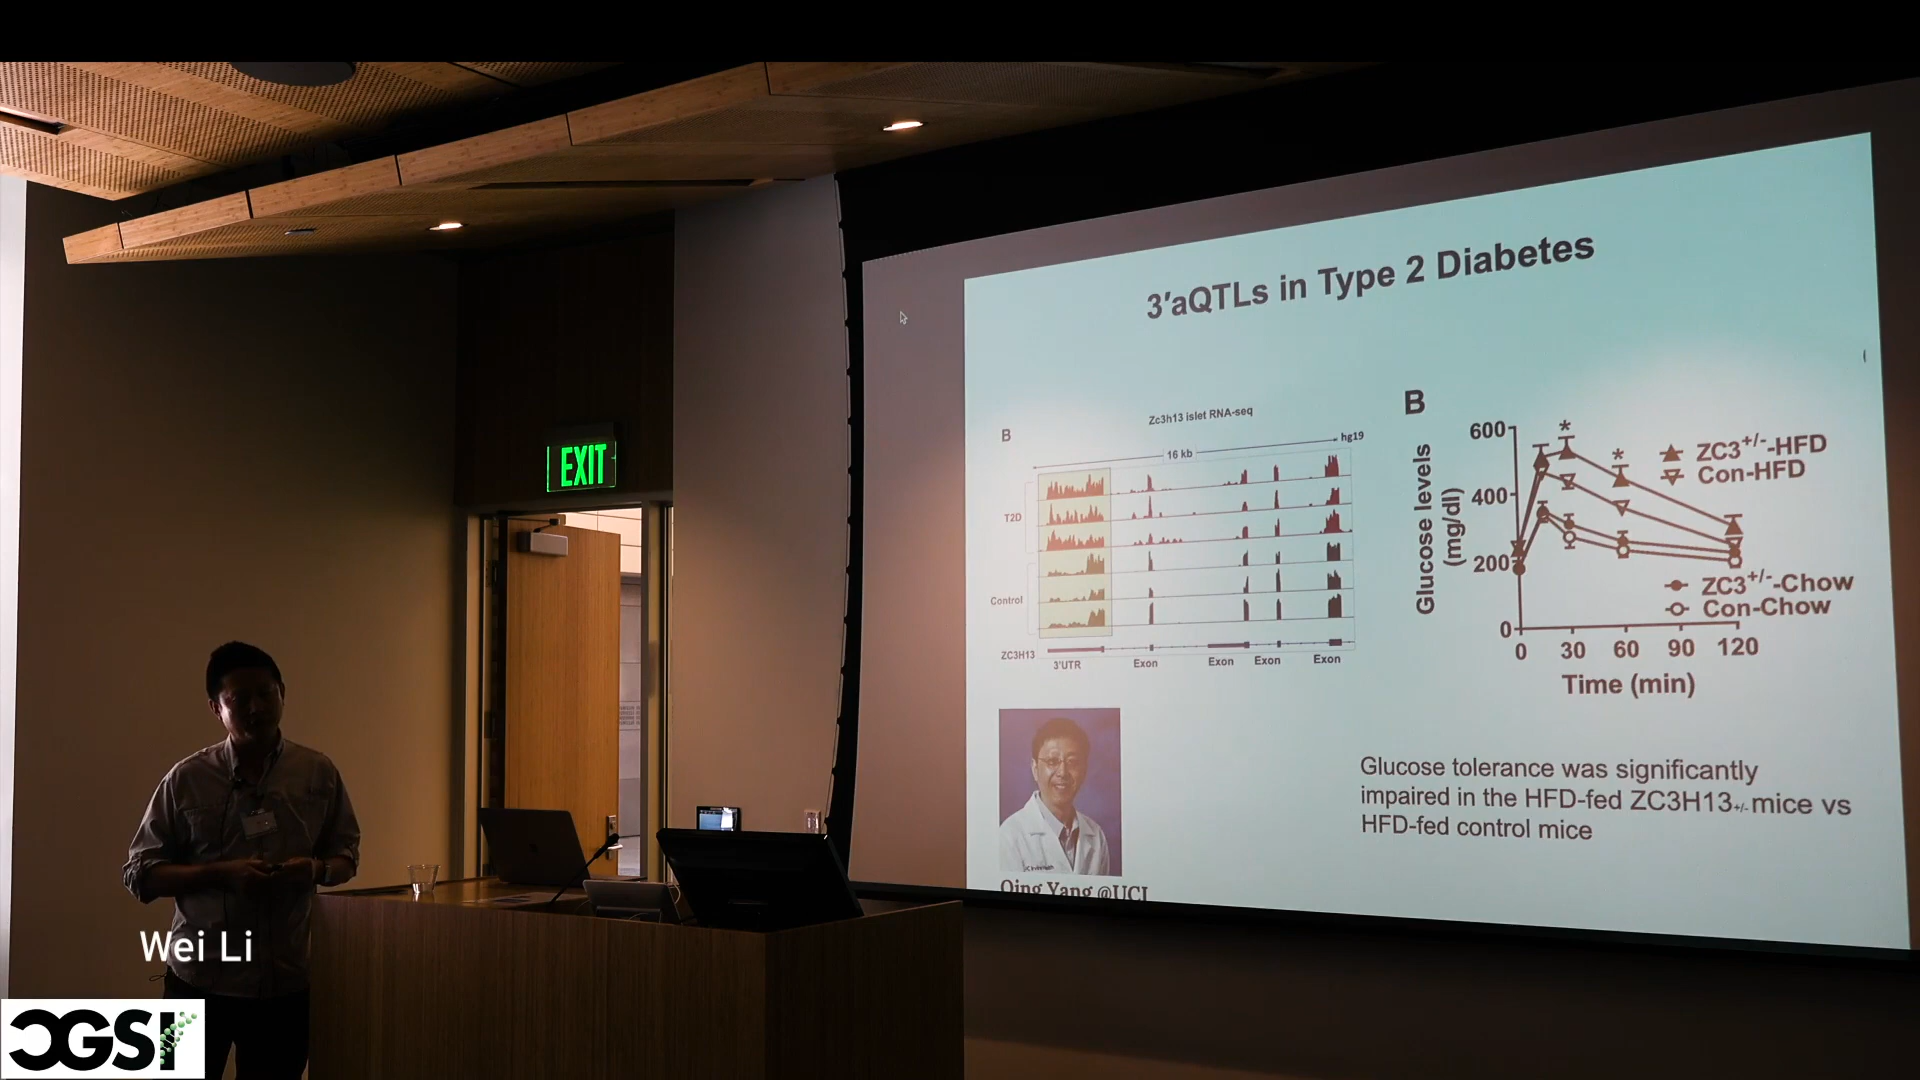 3'aQTLs in Type 2 Diabetes
B
Zc3h13 islet RNA-seq
16 kb
hg19
T2D
Control
ZC3H13
3'UTR
Exon
Exon
Exon
Exon
B
Glucose levels
(mg/dl)
600
400
200
0
*
*
ZC3+/--HFD
Con-HFD
ZC3+/--Chow
Con-Chow
0
30
60
90
120
Time (min)
Glucose tolerance was significantly
impaired in the HFD-fed ZC3H13+/- mice vs
HFD-fed control mice
Qing Yang @UCI
EXIT
Wei Li
CGSI